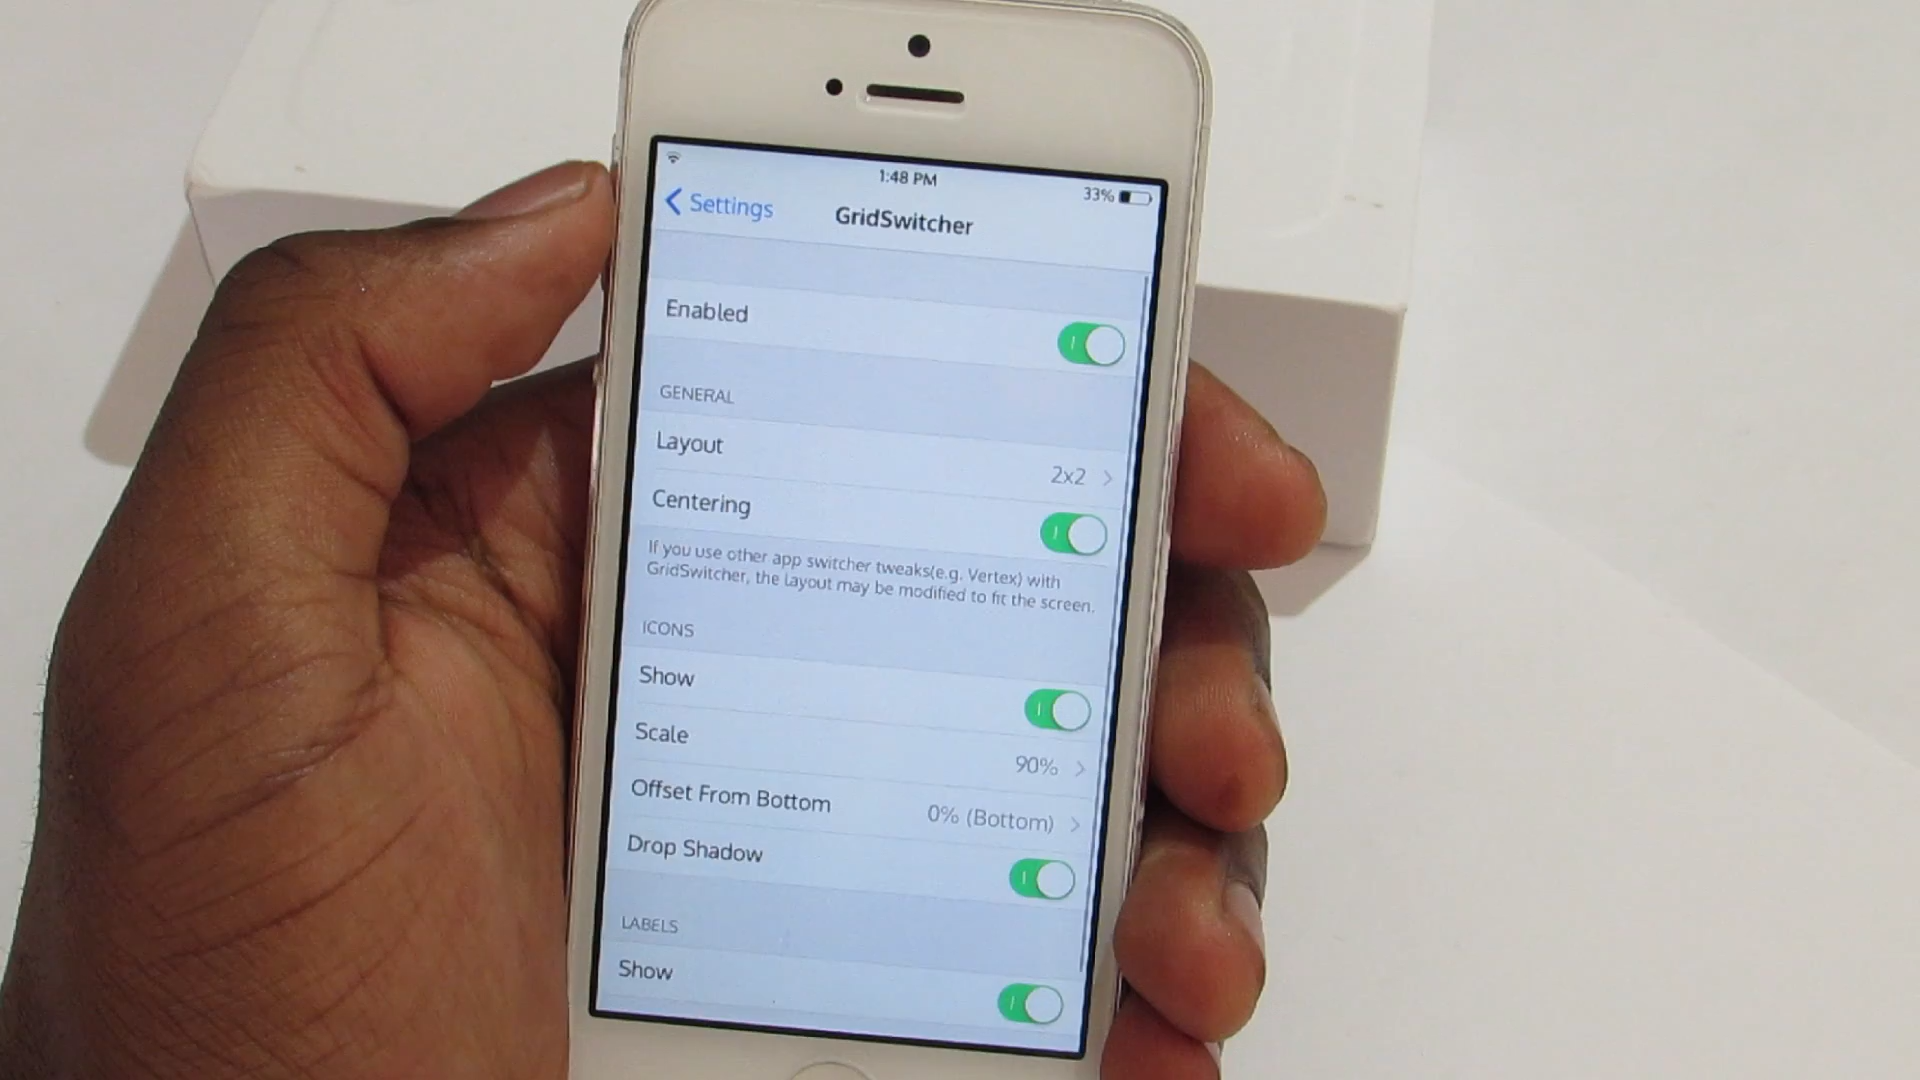 1:48 PM
33%
Settings
GridSwitcher
Enabled
GENERAL
Layout
2x2
Centering
If you use other app switcher tweaks(e.g. Vertex) with
GridSwitcher, the layout may be modified to fit the screen.
ICONS
Show
Scale
90%
Offset From Bottom
0% (Bottom)
Drop Shadow
LABELS
Show